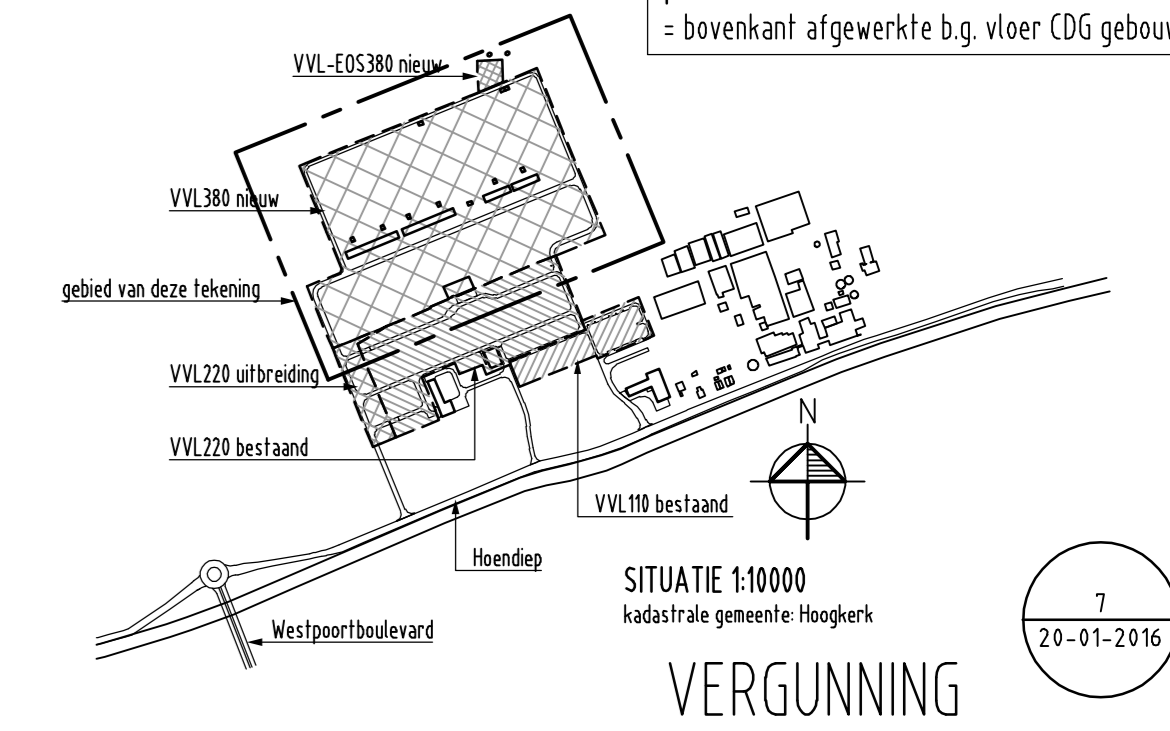 = bovenkant afgewerkte b.g. vloer CDG gebouw
VVL-EOS380 nieuw
VVL380 nieuw
gebied van deze tekening
VVL220 uitbreiding
VVL220 bestaand
N
VVL110 bestaand
Hoendiep
SITUATIE 1:10000
kadastrale gemeente: Hoogkerk
7
20-01-2016
Westpoortboulevard
VERGUNNING